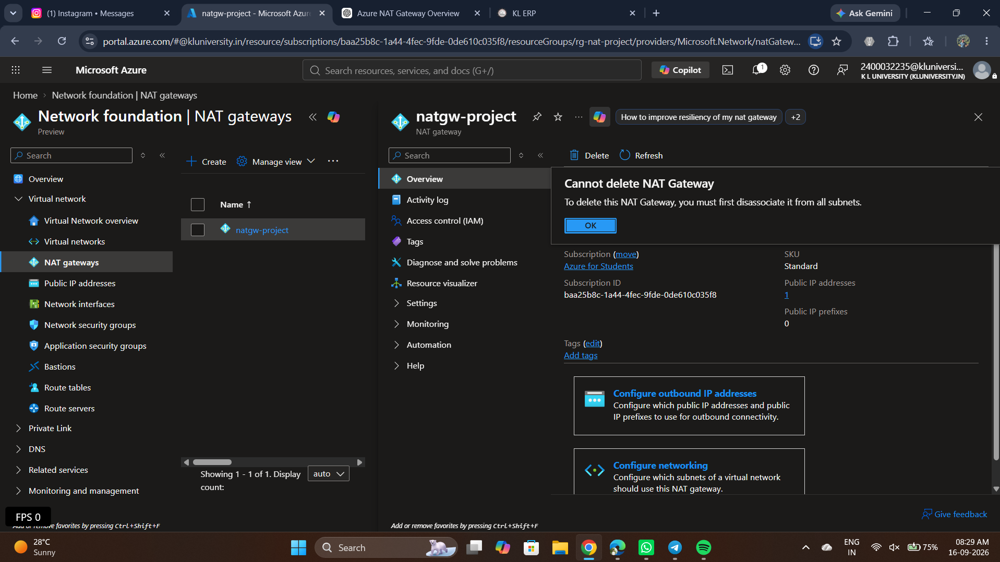 (1) Instagram • Messages
natgw-project - Microsoft Azur
Azure NAT Gateway Overview
KL ERP
Ask Gemini
portal.azure.com/#@kluniversity.in/resource/subscriptions/baa25b8c-1a44-4fec-9fde-0de610c035f8/resourceGroups/rg-nat-project/providers/Microsoft.Network/natGatew...
Microsoft Azure
Search resources, services, and docs (G+/)
Copilot
1
2400032235@kluniversi...
K L UNIVERSITY (KLUNIVERSITY.IN)
Home
Network foundation | NAT gateways
Network foundation | NAT gateways
Preview
Search
Overview
Virtual network
Virtual Network overview
Virtual networks
NAT gateways
Public IP addresses
Network interfaces
Network security groups
Application security groups
Bastions
Route tables
Route servers
Private Link
DNS
Related services
Monitoring and management
FPS 0
Add or remove favorites by pressing Ctrl+Shift+F
Create
Manage view
Name ↑
natgw-project
Showing 1 - 1 of 1. Display
count:
auto
natgw-project
NAT gateway
How to improve resiliency of my nat gateway
+2
Search
Overview
Activity log
Access control (IAM)
Tags
Diagnose and solve problems
Resource visualizer
Settings
Monitoring
Automation
Help
Add or remove favorites by pressing Ctrl+Shift+F
Delete
Refresh
Cannot delete NAT Gateway
To delete this NAT Gateway, you must first disassociate it from all subnets.
OK
Subscription (move)
Azure for Students
Subscription ID
baa25b8c-1a44-4fec-9fde-0de610c035f8
SKU
Standard
Public IP addresses
1
Public IP prefixes
0
Tags (edit)
Add tags
Configure outbound IP addresses
Configure which public IP addresses and public
IP prefixes to use for outbound connectivity.
Configure networking
Configure which subnets of a virtual network
should use this NAT gateway.
Give feedback
28°C
Sunny
Search
ENG
IN
75%
08:29 AM
16-09-2026